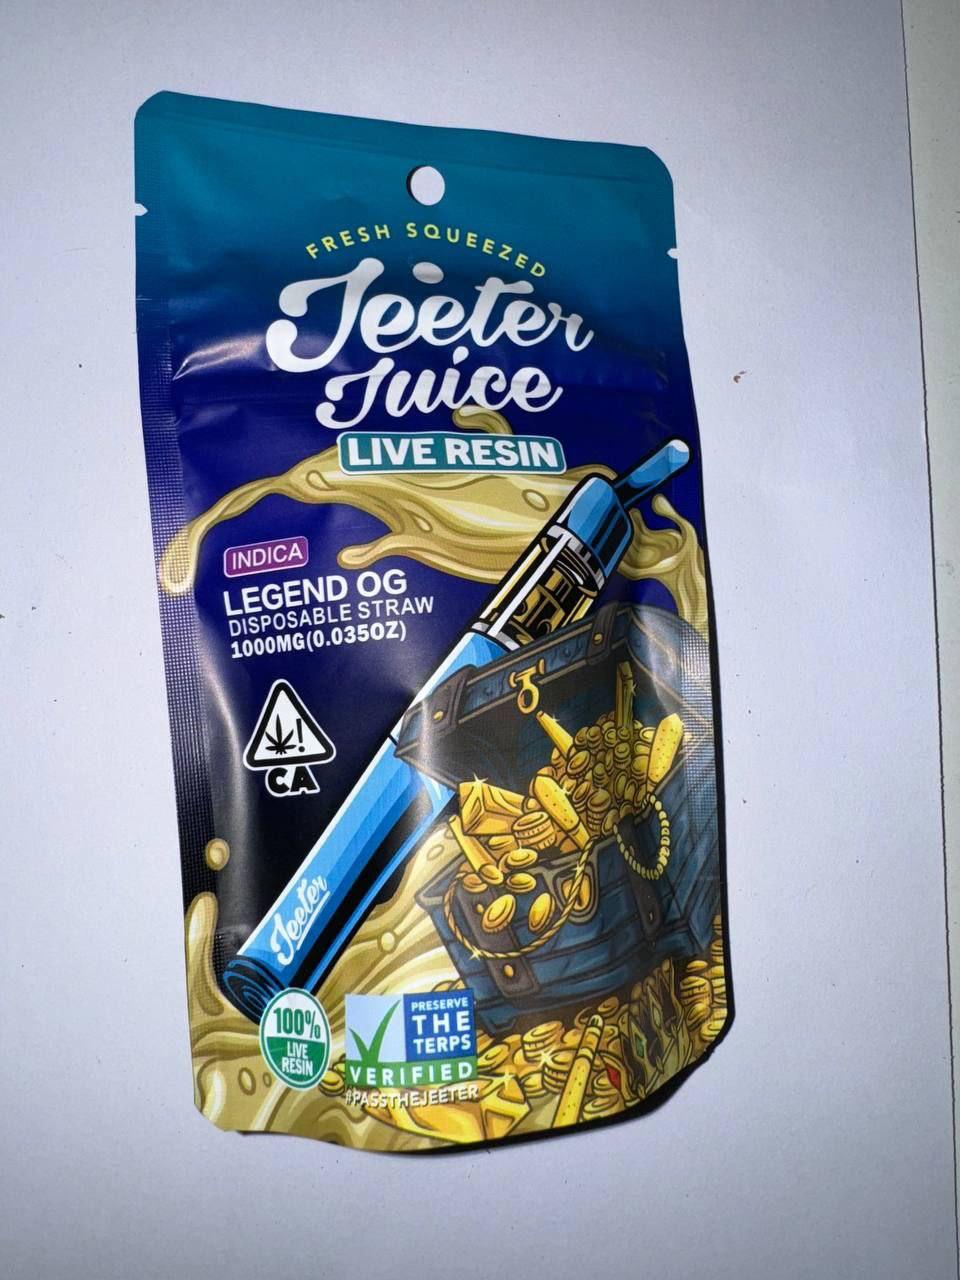 FRESH SQUEEZED
Jeeter
Juice
LIVE RESIN
INDICA
LEGEND OG
DISPOSABLE STRAW
1000MG(0.035OZ)
!
CA
Jeeter
100%
LIVE
RESIN
PRESERVE
THE
TERPS
VERIFIED
#PASSTHEJEETER